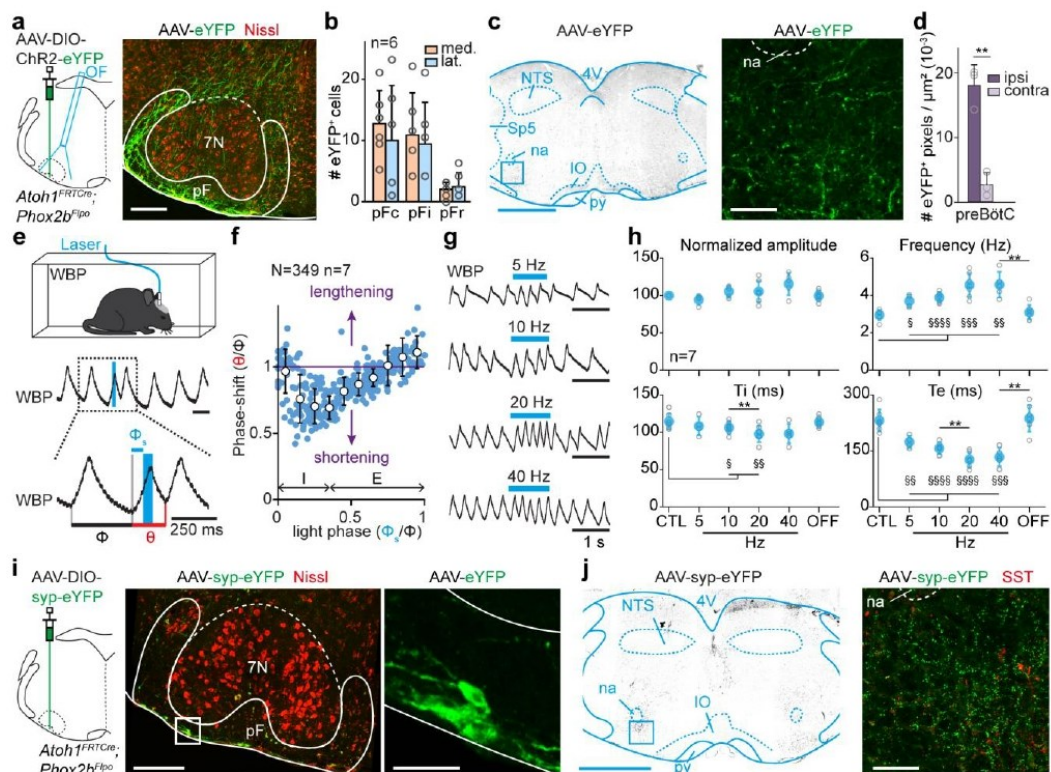 a
AAV-DIO-
ChR2-eYFP
OF
Atoh1FRTCre;
Phox2bFlpo
AAV-eYFP Nissl
7N
pF
b
n=6
med.
lat.
# eYFP+ cells
20
10
0
pFc pFi pFr
c
AAV-eYFP
NTS
4V
Sp5
na
IO
py
AAV-eYFP
na
d
# eYFP+ pixels / µm² (10-3)
**
ipsi
contra
20
10
0
preBötC
e
Laser
WBP
WBP
Φs
WBP
Φ
θ
250 ms
f
N=349 n=7
lengthening
shortening
Phase-shift (θ/Φ)
1
0.5
0
I
E
0 0.5 1
light phase (Φs/Φ)
g
WBP
5 Hz
10 Hz
20 Hz
40 Hz
1 s
h
Normalized amplitude
150
100
50
n=7
Frequency (Hz)
6
4
2
0
**
§ §§§§ §§§ §§
Ti (ms)
150
100
50
**
§ §§
CTL 5 10 20 40 OFF
Hz
Te (ms)
300
150
0
**
**
§§ §§§§ §§§§ §§§
CTL 5 10 20 40 OFF
Hz
i
AAV-DIO-
syp-eYFP
Atoh1FRTCre;
Phox2bFlpo
AAV-syp-eYFP Nissl
7N
pF
AAV-eYFP
j
AAV-syp-eYFP
NTS
4V
na
IO
py
AAV-syp-eYFP SST
na